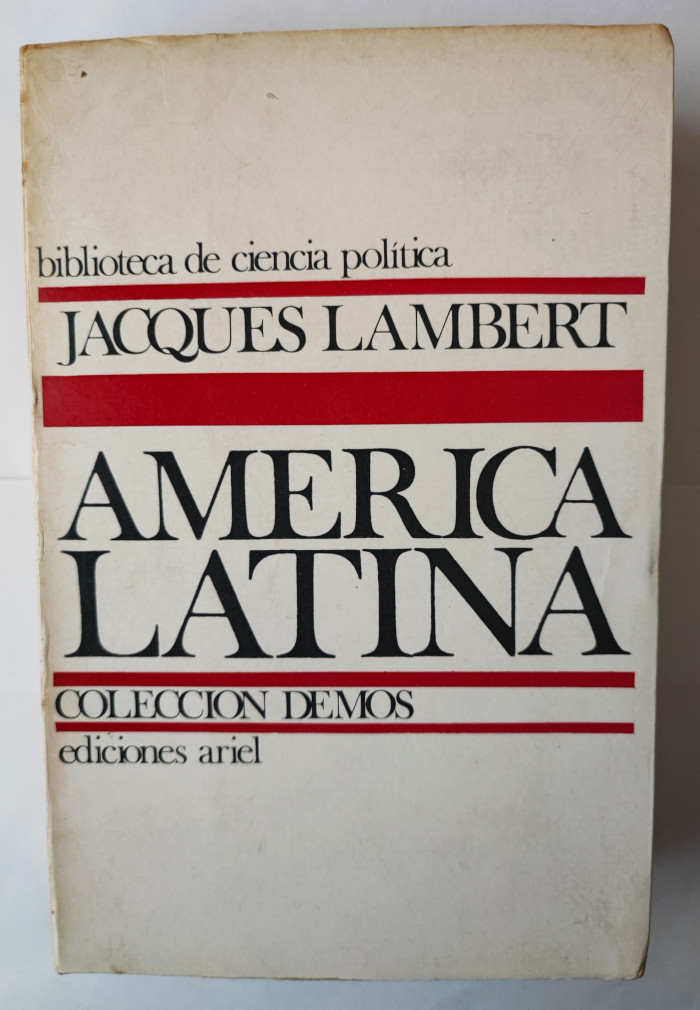 biblioteca de ciencia política
JACQUES LAMBERT
AMERICA
LATINA
COLECCION DEMOS
ediciones ariel